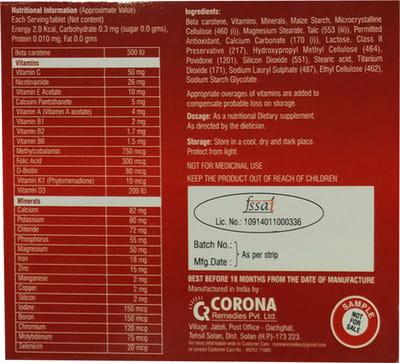 Nutritional Information (Approximate Value)
Each Serving/tablet (Net content)
Energy 2.0 Kcal, Carbohydrate 0.3 mg (sugar 0.0 gms),
Protein 0.010 mg, Fat 0.0 gms
Beta carotene 500 IU
Vitamins
Vitamin C 50 mg
Nicotinamide 26 mg
Vitamin E Acetate 10 mg
Calcium Pantothenate 5 mg
Vitamin A (Vitamin A acetate) 4 mg
Vitamin B1 2 mg
Vitamin B2 1.7 mg
Vitamin B6 1.5 mg
Methylcobalamin 750 mcg
Folic Acid 300 mcg
D-Biotin 80 mcg
Vitamin K1 (Phytomenadione) 10 mcg
Vitamin D3 200 IU
Minerals
Calcium 82 mg
Potassium 80 mg
Chloride 72 mg
Phosphorus 55 mg
Magnesium 50 mg
Iron 18 mg
Zinc 15 mg
Manganese 2 mg
Copper 2 mg
Silicon 2 mg
Iodine 150 mcg
Boron 150 mcg
Chromium 120 mcg
Molybdenum 75 mcg
Selenium 20 mcg
Ingredients:
Beta carotene, Vitamins, Minerals, Maize Starch, Microcrystalline
Cellulose (460 (i)), Magnesium Stearate, Talc (553 (iii)), Permitted
Antioxidant, Calcium Carbonate (170 (i)), Lactose, Class II
Preservative (217), Hydroxypropyl Methyl Cellulose (464),
Povidone (1201), Silicon Dioxide (551), Stearic acid, Titanium
Dioxide (171), Sodium Lauryl Sulphate (487), Ethyl Cellulose (462),
Sodium Starch Glycolate.
Appropriate overages of vitamins are added to
compensate probable loss on storage.
Dosage: As a nutritional Dietary supplement.
As directed by the dietician.
Storage: Store in a cool, dry and dark place.
Protect from light.
NOT FOR MEDICINAL USE
KEEP THE PRODUCT OUT OF REACH OF CHILDREN
fssai
Lic. No.: 10914011000336
Batch No.:
Mfg.Date : As per strip
BEST BEFORE 18 MONTHS FROM THE DATE OF MANUFACTURE
Manufactured in India by
CORONA
Remedies Pvt. Ltd.
Village. Jatoli, Post Office - Oachghat,
Tehsil Solan, Dist. Solan (H.P)-173 223.
SAMPLE
NOT
FOR
SALE